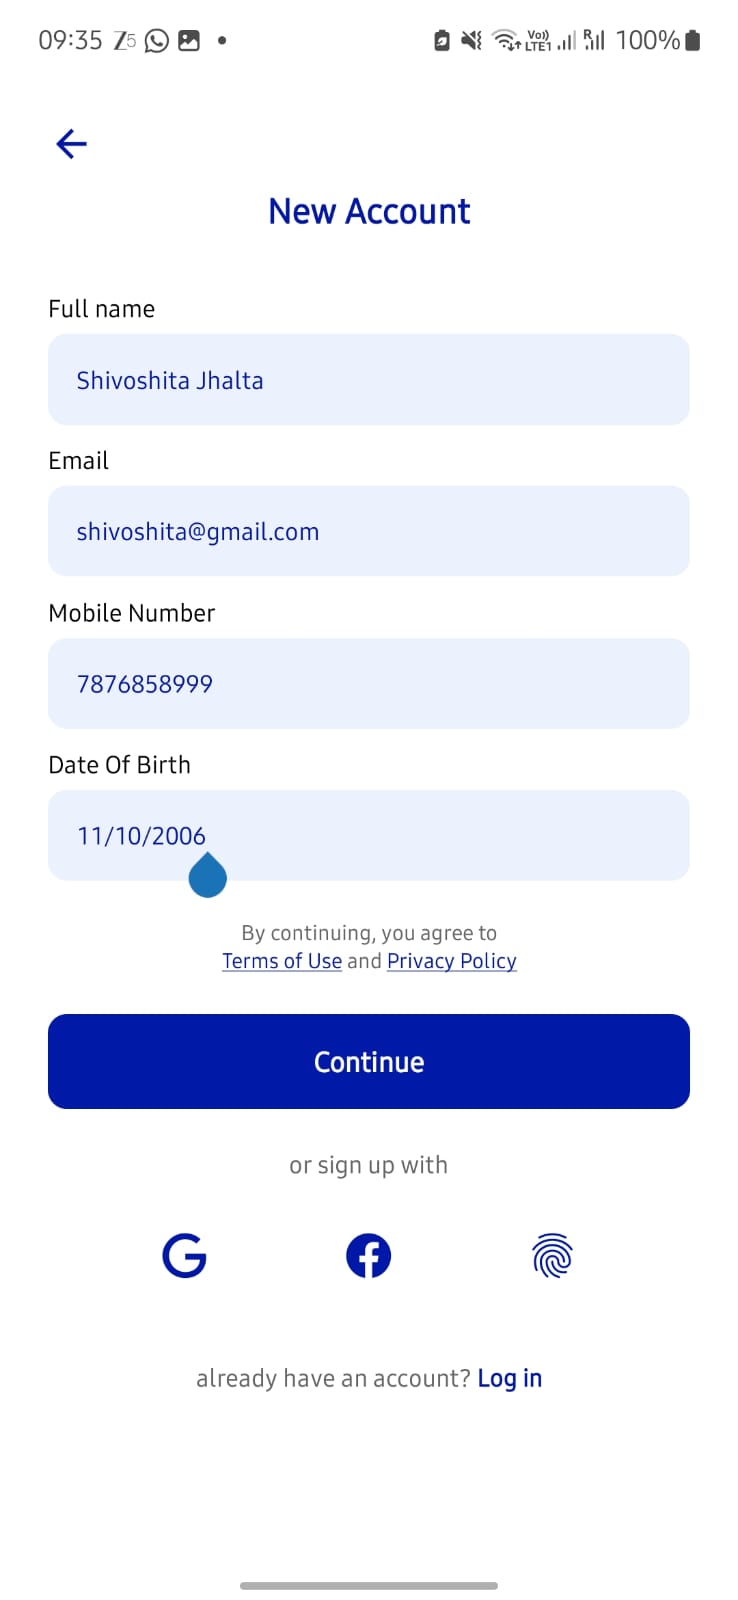 09:35
VoD)) LTE1 R 100%
New Account
Full name
Shivoshita Jhalta
Email
shivoshita@gmail.com
Mobile Number
7876858999
Date Of Birth
11/10/2006
By continuing, you agree to
Terms of Use and Privacy Policy
Continue
or sign up with
already have an account? Log in